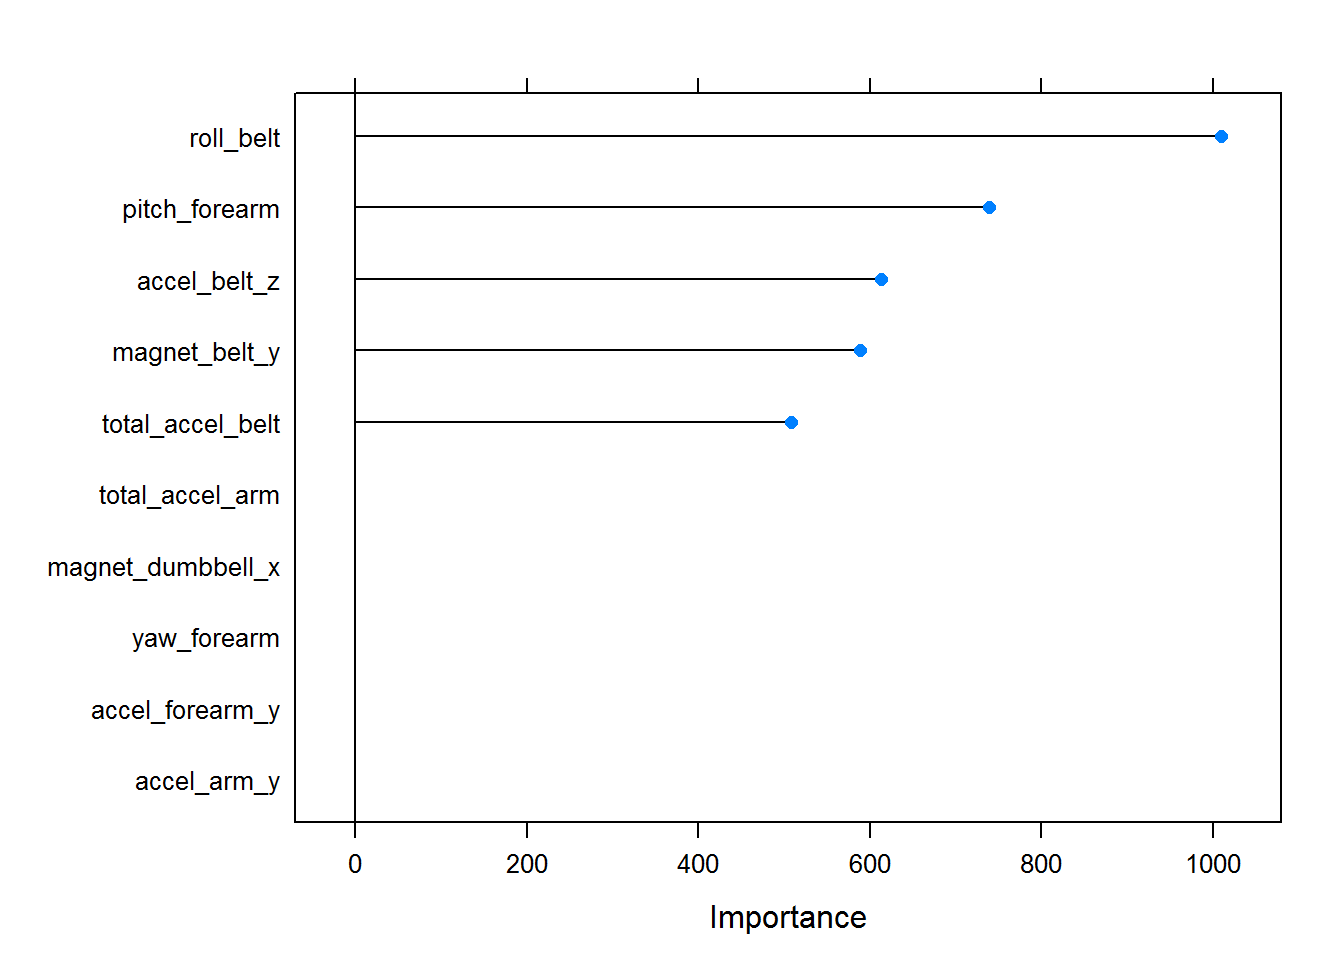 roll_belt
pitch_forearm
accel_belt_z
magnet_belt_y
total_accel_belt
total_accel_arm
magnet_dumbbell_x
yaw_forearm
accel_forearm_y
accel_arm_y
0 200 400 600 800 1000
Importance